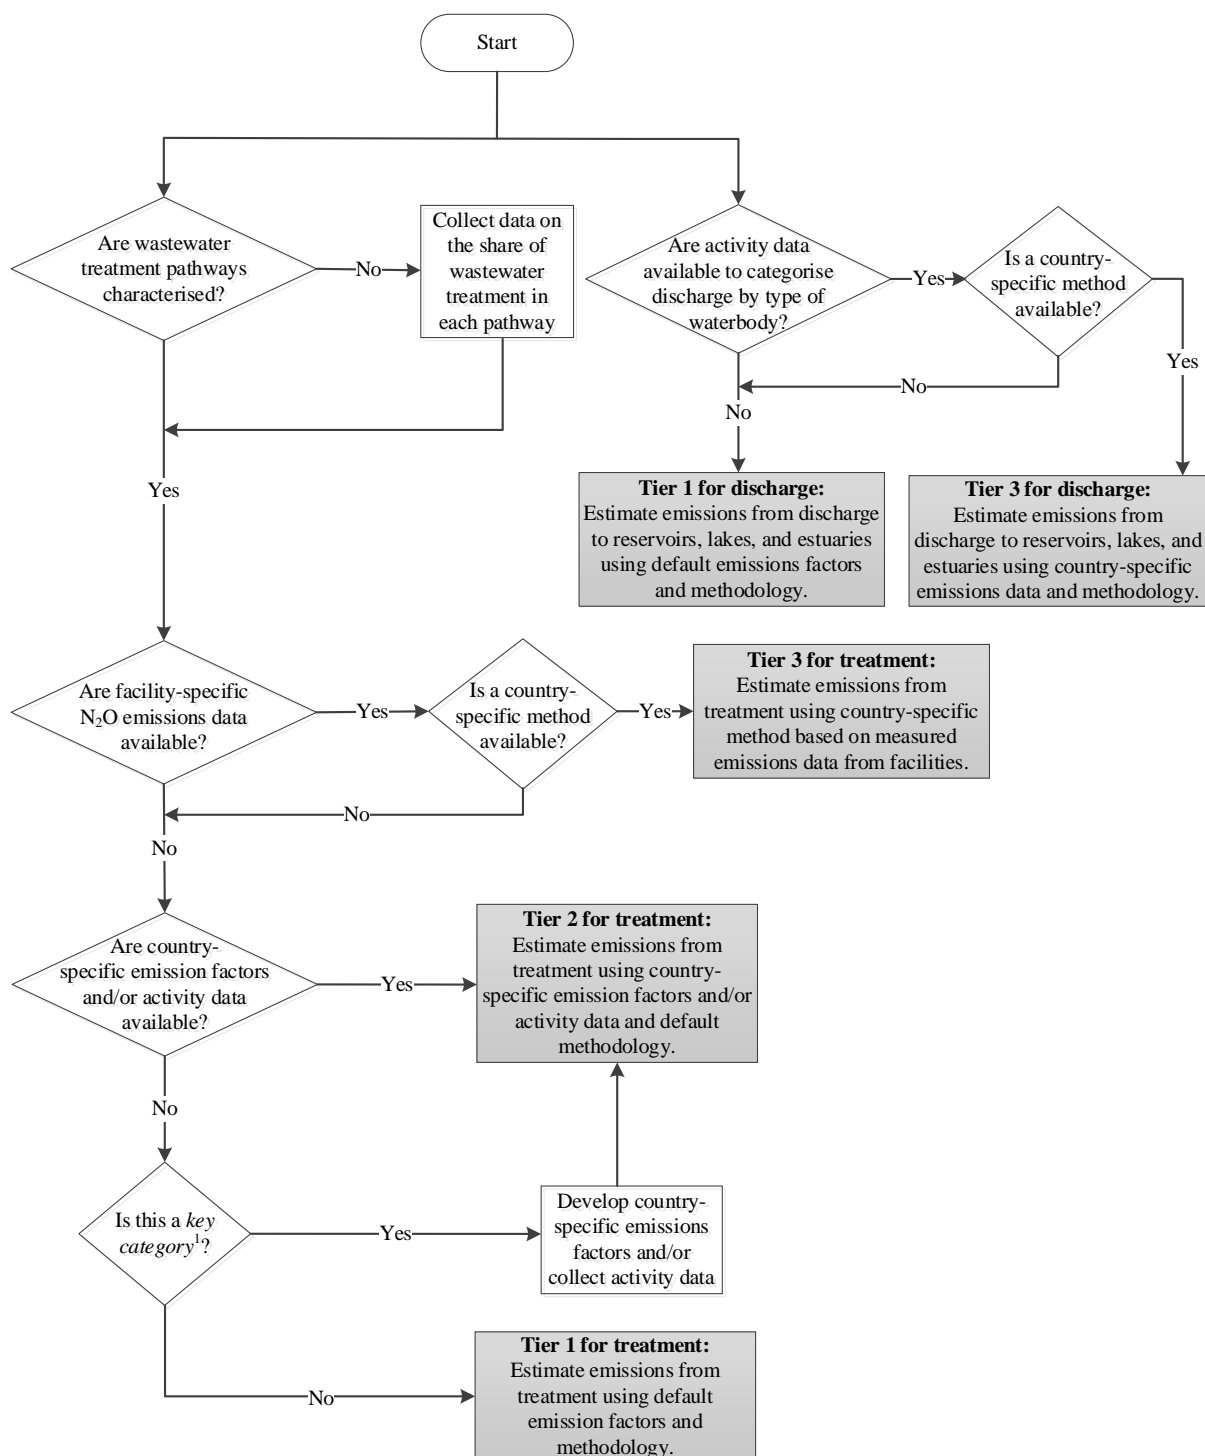 Start
Are wastewater
treatment pathways
characterised?
No
Collect data on
the share of
wastewater
treatment in
each pathway
Are activity data
available to categorise
discharge by type of
waterbody?
Yes
Is a country-
specific method
available?
Yes
No
No
Yes
Tier 1 for discharge:
Estimate emissions from discharge
to reservoirs, lakes, and estuaries
using default emissions factors
and methodology.
Tier 3 for discharge:
Estimate emissions from
discharge to reservoirs, lakes, and
estuaries using country-specific
emissions data and methodology.
Are facility-specific
N₂O emissions data
available?
Yes
Is a country-
specific method
available?
Yes
Tier 3 for treatment:
Estimate emissions from
treatment using country-specific
method based on measured
emissions data from facilities.
No
No
Are country-
specific emission factors
and/or activity data
available?
Yes
Tier 2 for treatment:
Estimate emissions from
treatment using country-
specific emission factors and/or
activity data and default
methodology.
No
Is this a key
category¹?
Yes
Develop country-
specific emissions
factors and/or
collect activity data
No
Tier 1 for treatment:
Estimate emissions from
treatment using default
emission factors and
methodology.